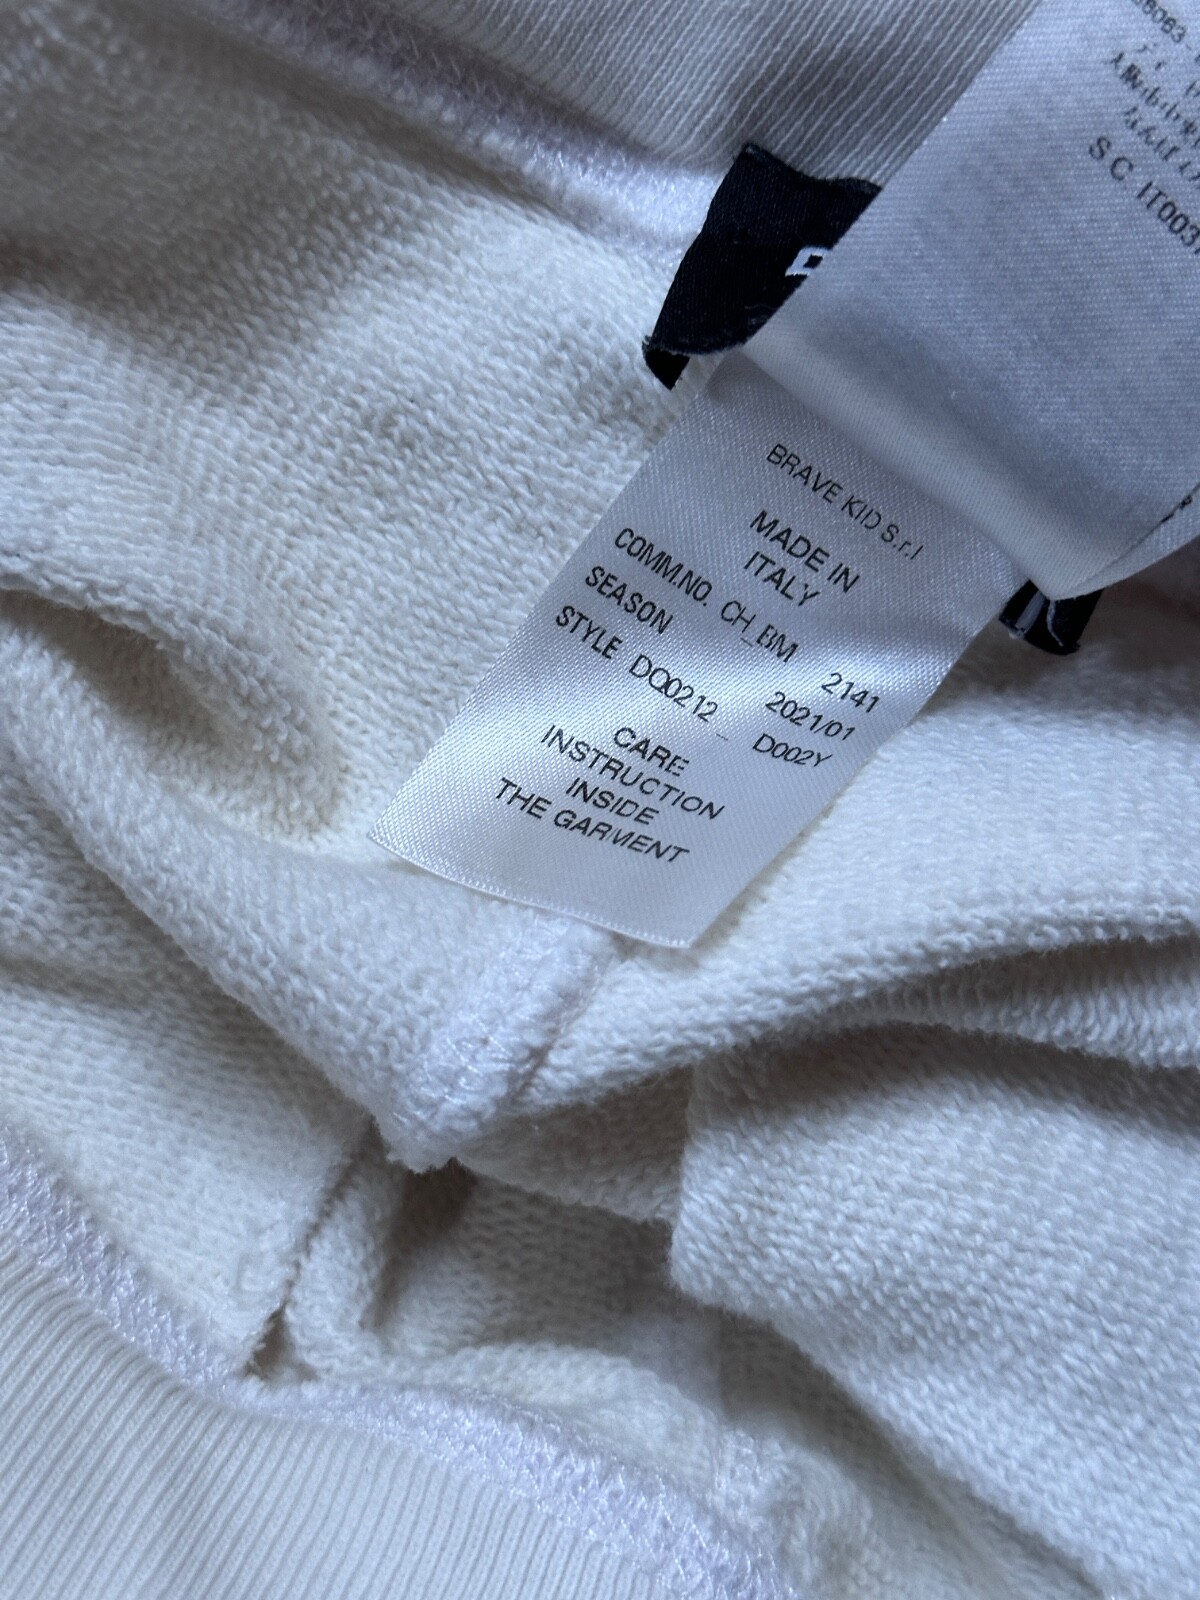 S.C. IT003
BRAVE KID S.r.l
MADE IN
ITALY
COMM.NO. CH_BM 2141
SEASON 2021/01
STYLE DQ0212_ D002Y
CARE
INSTRUCTION
INSIDE
THE GARMENT